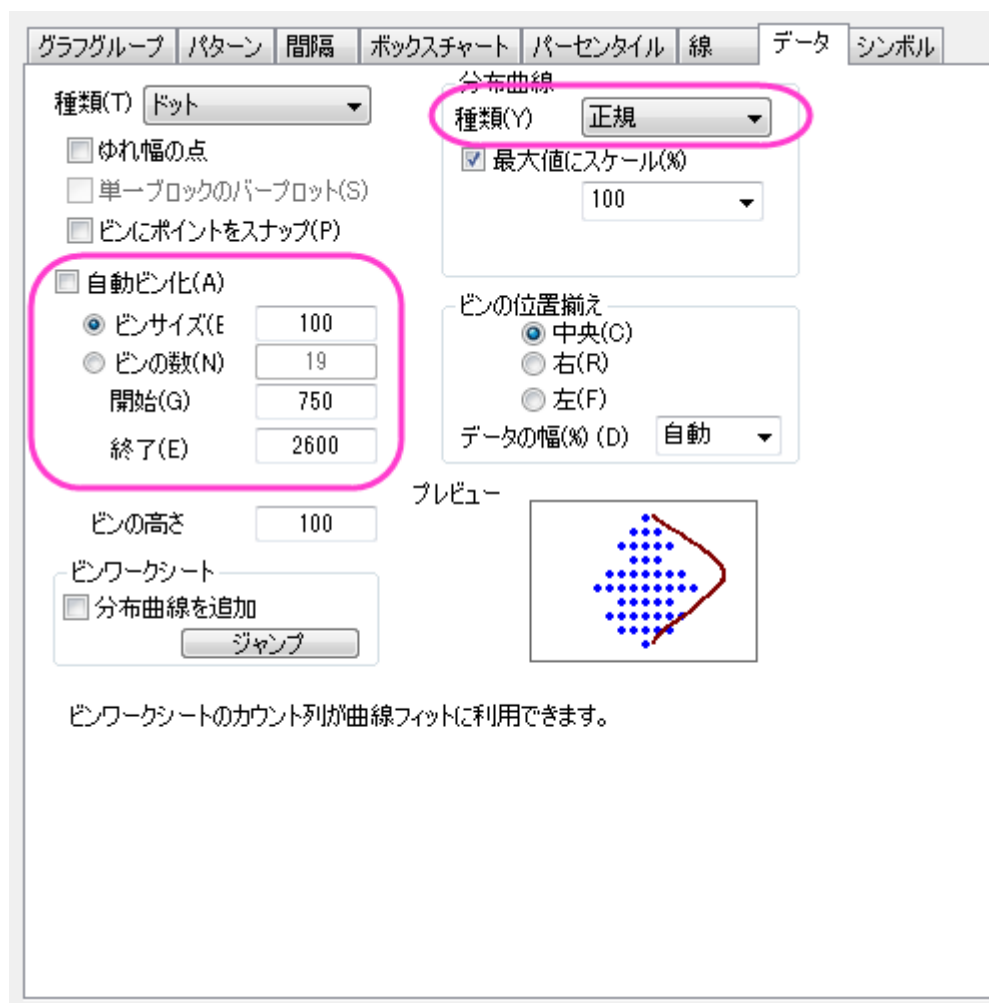 グラフグループ パターン 間隔 ボックスチャート パーセンタイル 線 データ シンボル
種類(T) ドット
ゆれ幅の点
単一ブロックのバープロット(S)
ビンにポイントをスナップ(P)
自動ビン化(A)
ビンサイズ(E 100
ビンの数(N) 19
開始(G) 750
終了(E) 2600
ビンの高さ 100
ビンワークシート
分布曲線を追加
ジャンプ
分布曲線
種類(Y) 正規
最大値にスケール(%)
100
ビンの位置揃え
中央(C)
右(R)
左(F)
データの幅(%) (D) 自動
プレビュー
ビンワークシートのカウント列が曲線フィットに利用できます。